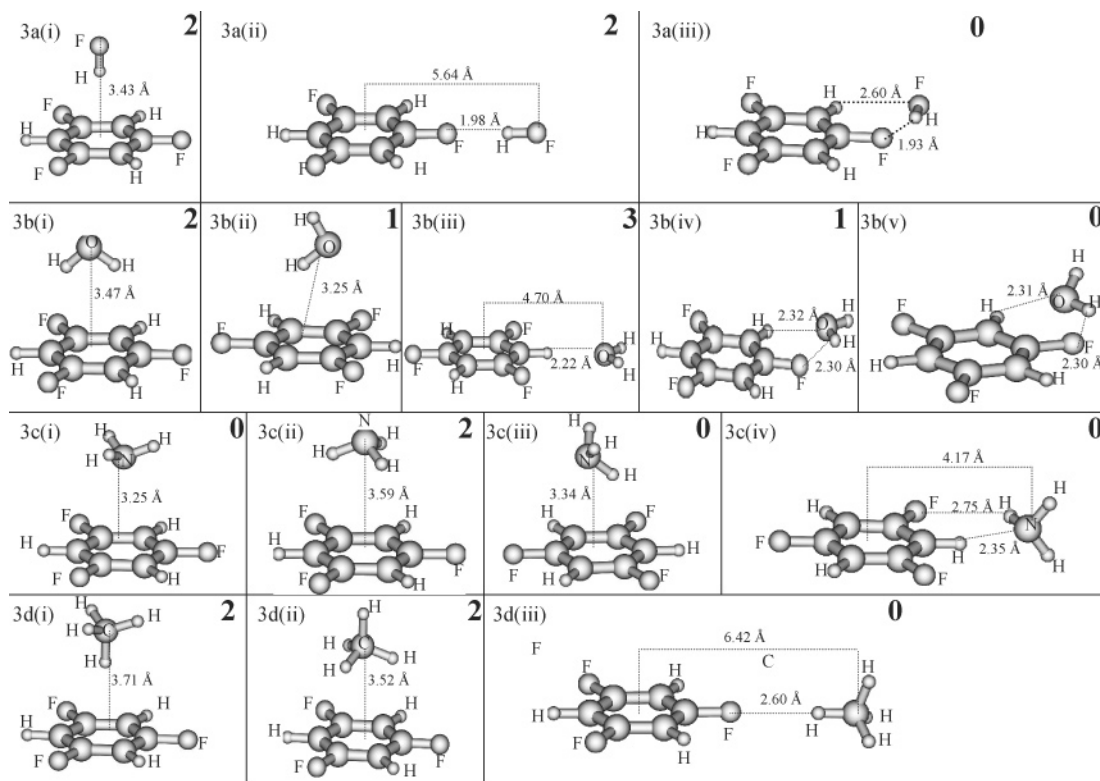 3a(i)
2
F
H
3.43 Å
F
H
H
F
F
H
3a(ii)
2
5.64 Å
F
H
1.98 Å
H
F
H
F
F
H
3a(iii))
0
F
H
2.60 Å
F
H
H
1.93 Å
F
F
H
3b(i)
2
O
H
H
3.47 Å
F
H
H
F
F
H
3b(ii)
1
H
O
H
3.25 Å
H
F
F
H
H
F
3b(iii)
3
4.70 Å
H
F
F
H
O
H
2.22 Å
H
H
F
3b(iv)
1
F
H
2.32 Å
H
O
H
H
2.30 Å
F
F
H
3b(v)
0
H
2.31 Å
O
H
H
F
F
H
2.30 Å
H
F
3c(i)
0
H
H
H
N
3.25 Å
F
H
H
F
F
H
3c(ii)
2
N
H
H
H
3.59 Å
F
H
H
F
F
H
3c(iii)
0
H
H
N
H
3.34 Å
H
F
H
F
H
F
3c(iv)
0
4.17 Å
H
F
2.75 Å
H
H
N
F
H
2.35 Å
H
H
F
3d(i)
2
H
H
H
C
H
3.71 Å
F
H
H
F
F
H
3d(ii)
2
H
H
C
H
H
3.52 Å
F
H
H
F
F
H
3d(iii)
0
6.42 Å
F
C
F
H
H
2.60 Å
H
F
H
H
F
H
H